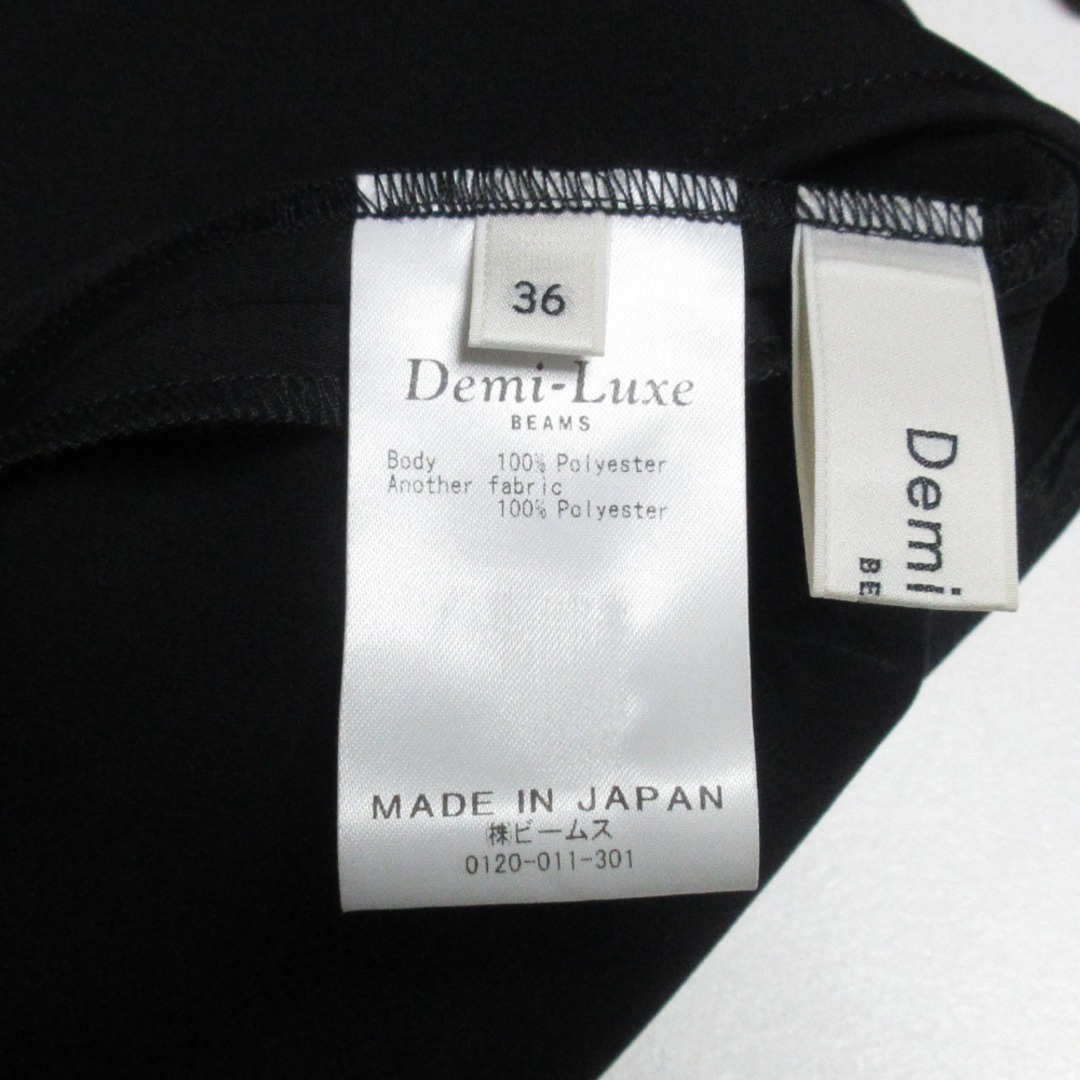 36
Demi-Luxe
BEAMS
Body 100% Polyester
Another fabric
100% Polyester
MADE IN JAPAN
㈱ビームス
0120-011-301
Demi
BE